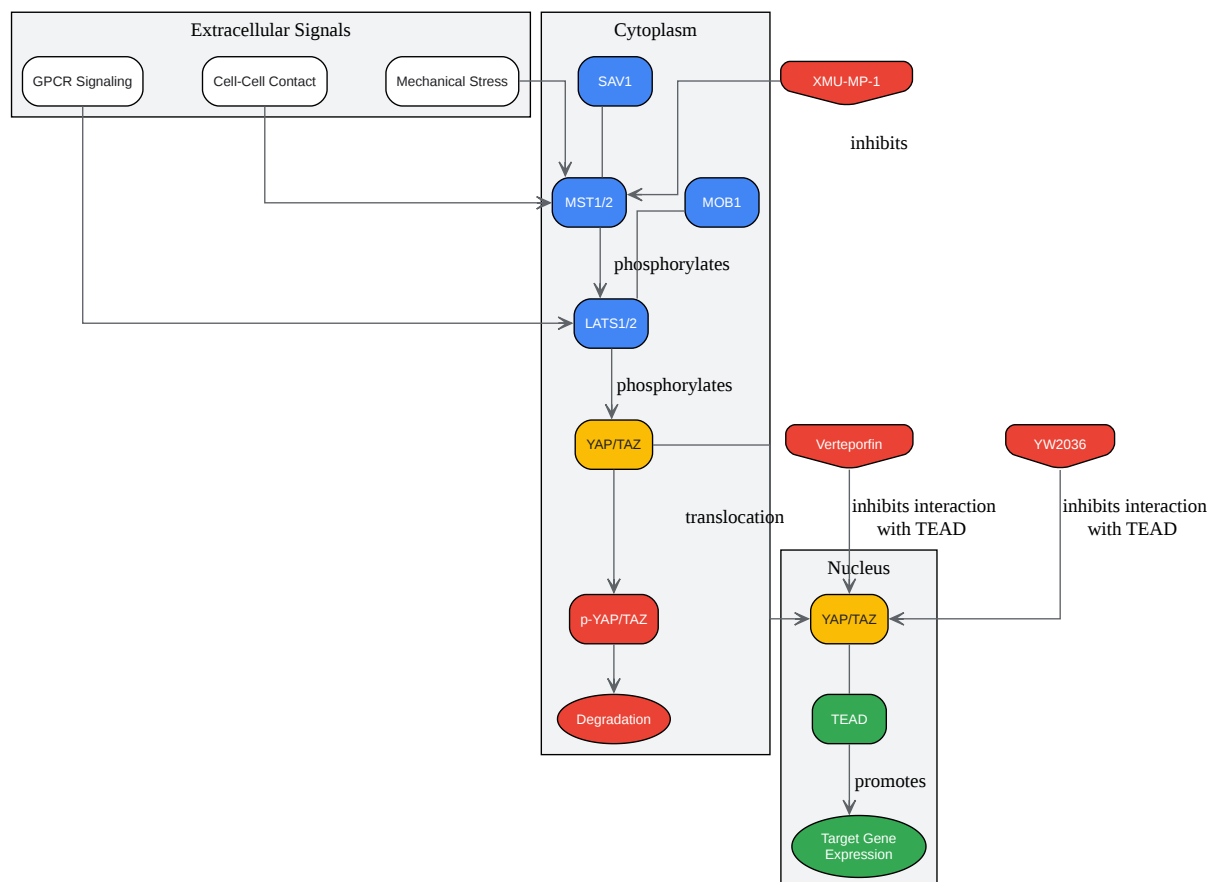 Extracellular Signals
Cytoplasm
GPCR Signaling
Cell-Cell Contact
Mechanical Stress
SAV1
XMU-MP-1
inhibits
MST1/2
MOB1
phosphorylates
LATS1/2
phosphorylates
YAP/TAZ
Verteporfin
YW2036
translocation
inhibits interaction
with TEAD
inhibits interaction
with TEAD
Nucleus
p-YAP/TAZ
YAP/TAZ
Degradation
TEAD
promotes
Target Gene
Expression